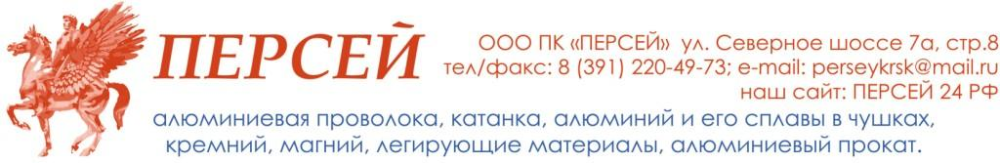 ПЕРСЕЙ
ООО ПК «ПЕРСЕЙ» ул. Северное шоссе 7а, стр.8
тел/факс: 8 (391) 220-49-73; e-mail: perseykrsk@mail.ru
наш сайт: ПЕРСЕЙ 24 РФ
алюминиевая проволока, катанка, алюминий и его сплавы в чушках,
кремний, магний, легирующие материалы, алюминиевый прокат.